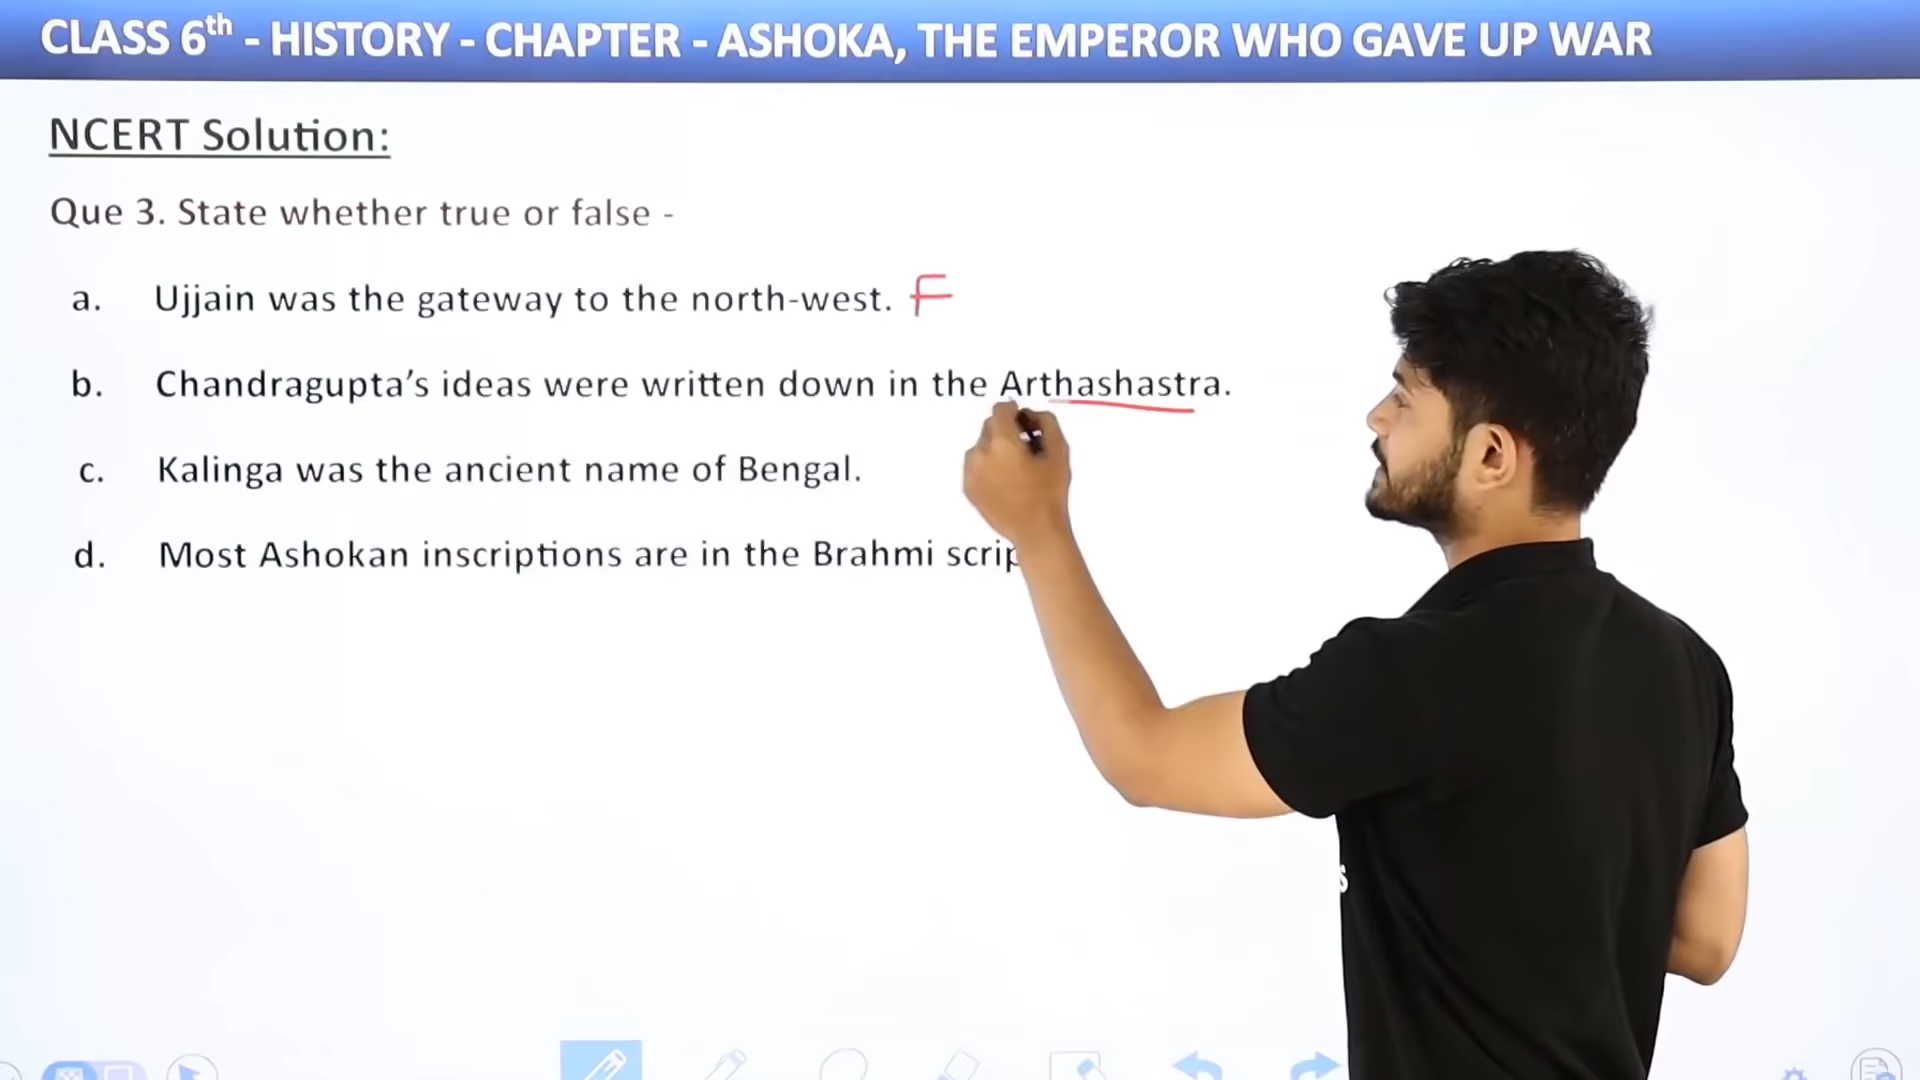 CLASS 6th - HISTORY - CHAPTER - ASHOKA, THE EMPEROR WHO GAVE UP WAR
NCERT Solution:
Que 3. State whether true or false -
a. Ujjain was the gateway to the north-west. F
b. Chandragupta’s ideas were written down in the Arthashastra.
c. Kalinga was the ancient name of Bengal.
d. Most Ashokan inscriptions are in the Brahmi scrip